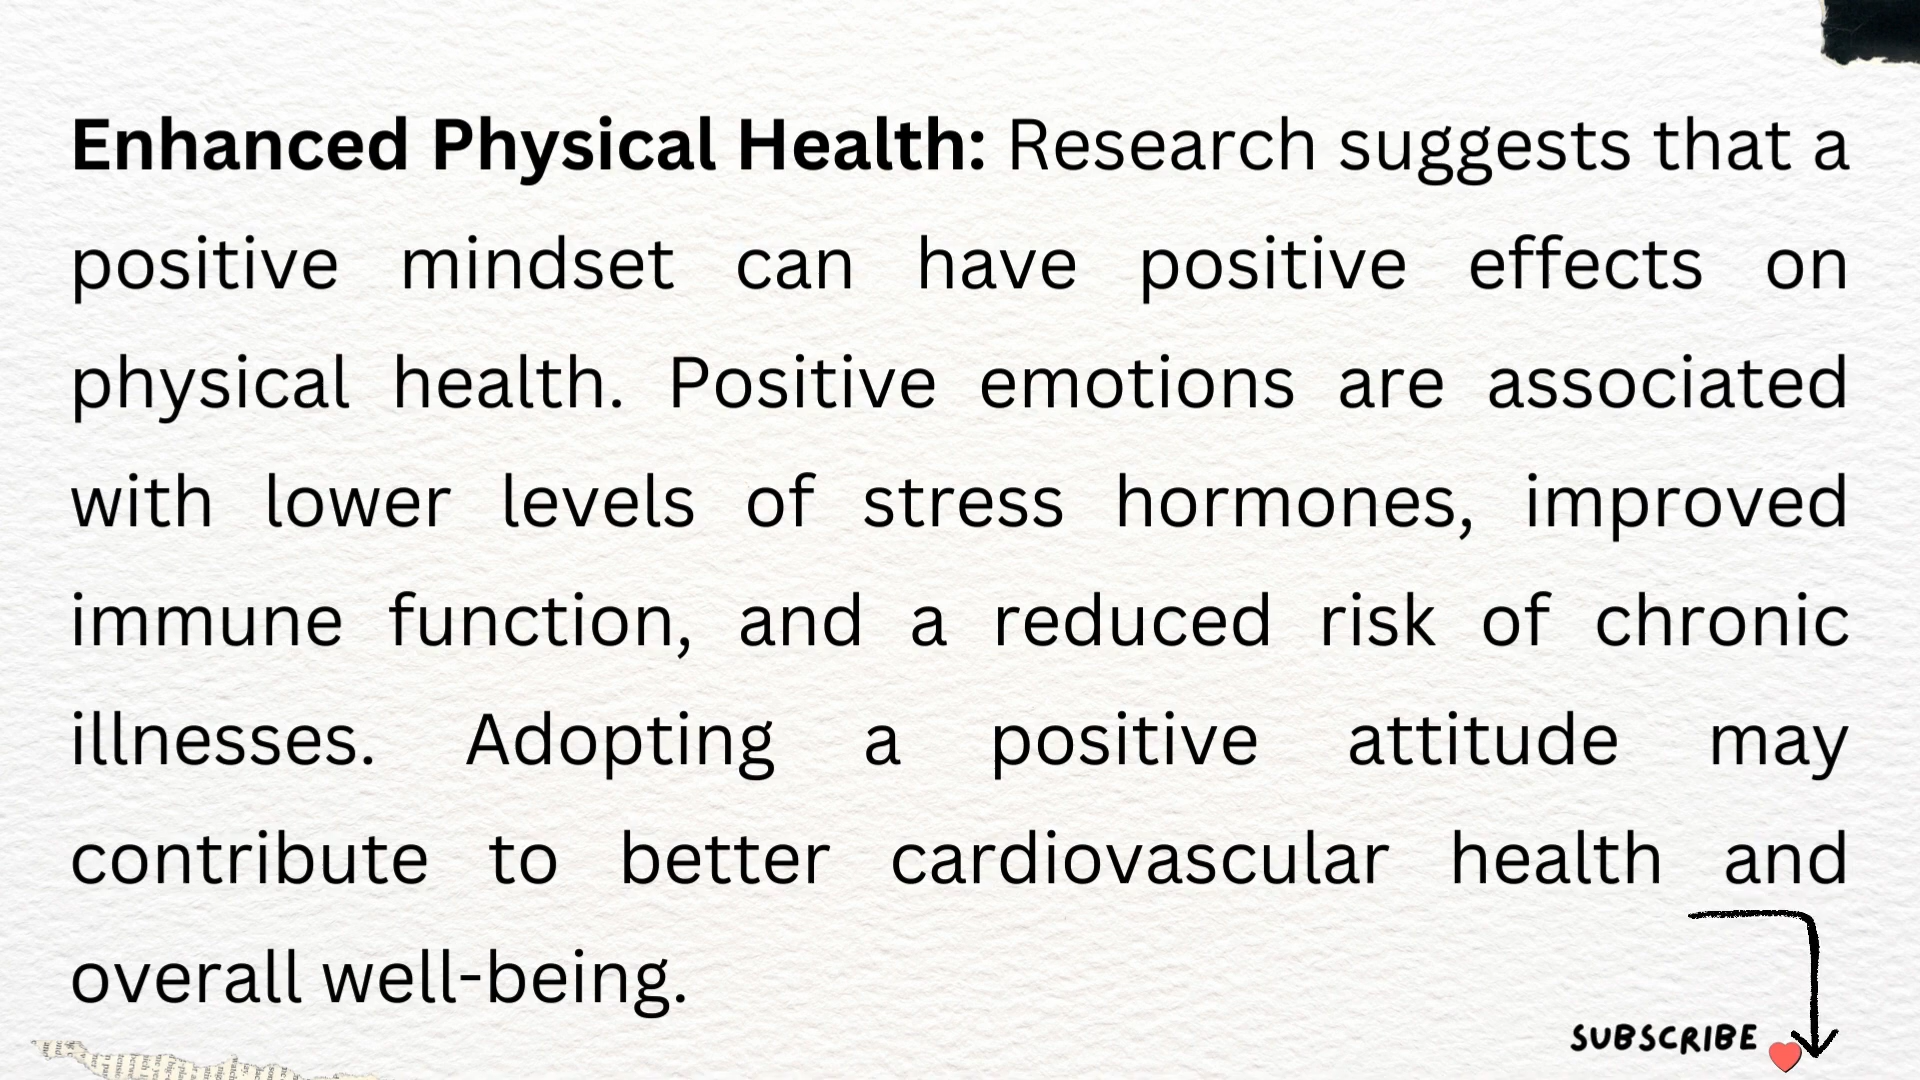 Enhanced Physical Health: Research suggests that a
positive mindset can have positive effects on
physical health. Positive emotions are associated
with lower levels of stress hormones, improved
immune function, and a reduced risk of chronic
illnesses. Adopting a positive attitude may
contribute to better cardiovascular health and
overall well-being.
SUBSCRIBE